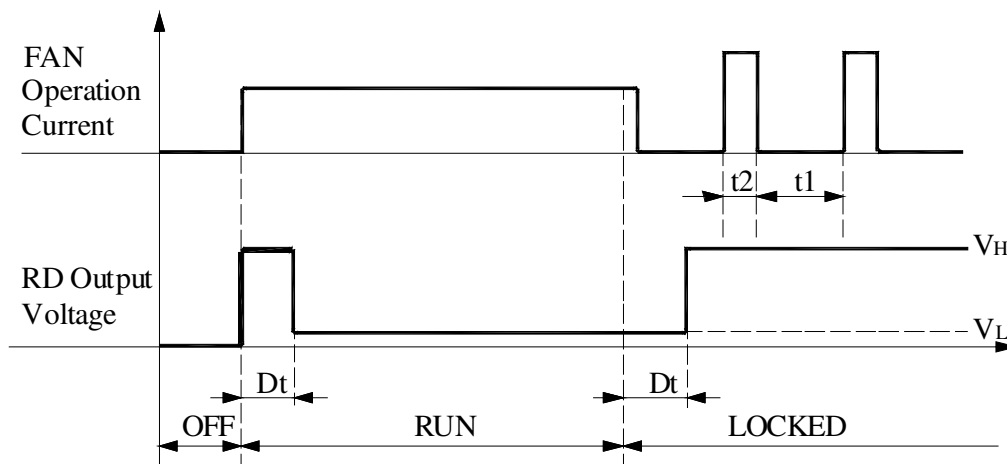 FAN
Operation
Current
t2
t1
VH
RD Output
Voltage
VL
Dt
Dt
OFF
RUN
LOCKED